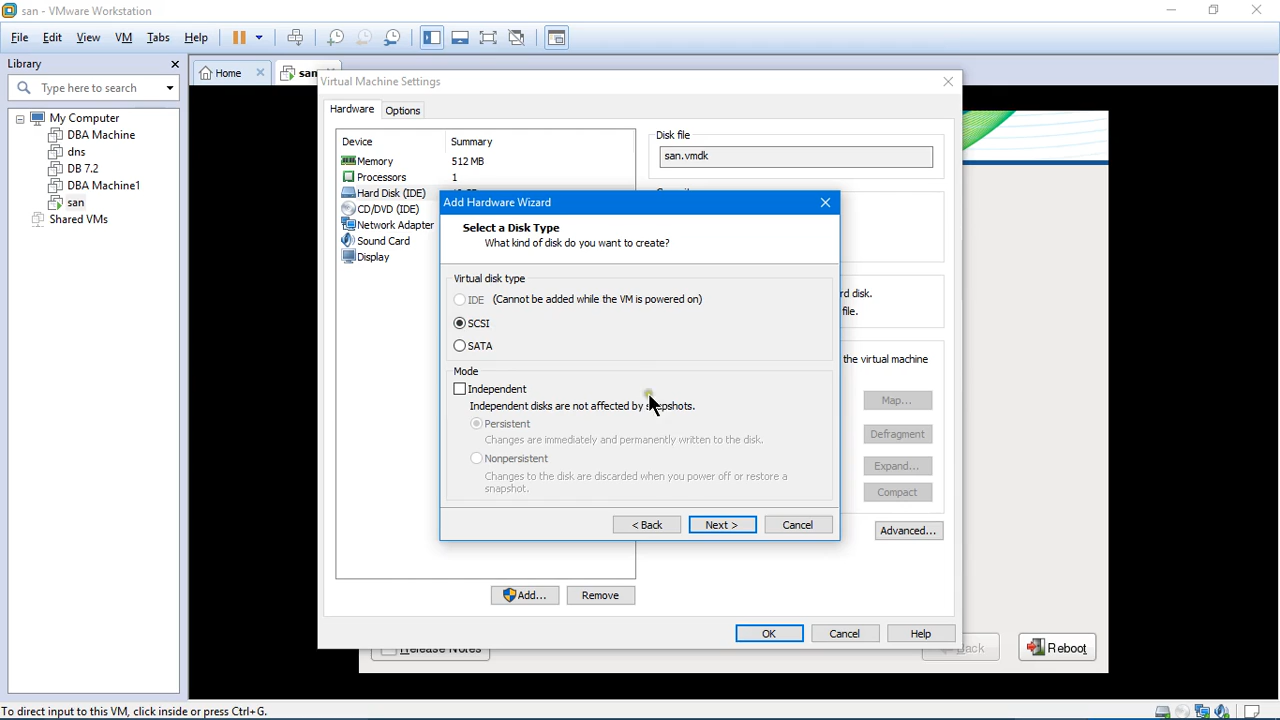 san - VMware Workstation
File Edit View VM Tabs Help
Library
Type here to search
My Computer
DBA Machine
dns
DB 7.2
DBA Machine1
san
Shared VMs
Home
san
Virtual Machine Settings
Hardware Options
Device Summary
Memory 512 MB
Processors 1
Hard Disk (IDE)
CD/DVD (IDE)
Network Adapter
Sound Card
Display
Disk file
san.vmdk
rd disk.
file.
the virtual machine
Map...
Defragment
Expand...
Compact
Advanced...
Add Hardware Wizard
Select a Disk Type
What kind of disk do you want to create?
Virtual disk type
IDE (Cannot be added while the VM is powered on)
SCSI
SATA
Mode
Independent
Independent disks are not affected by snapshots.
Persistent
Changes are immediately and permanently written to the disk.
Nonpersistent
Changes to the disk are discarded when you power off or restore a
snapshot.
< Back Next > Cancel
Add... Remove
OK Cancel Help
Release Notes Back Reboot
To direct input to this VM, click inside or press Ctrl+G.